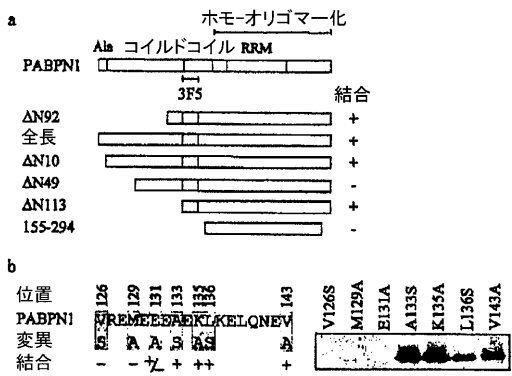 a
ホモ-オリゴマー化
Ala コイルドコイル RRM
PABPN1
3F5
結合
ΔN92 +
全長 +
ΔN10 +
ΔN49 -
ΔN113 +
155-294 -
b
位置 126 129 131 133 135 136 143
PABPN1 VREMEEEAEKLKELQNEV
変異 S A A S A S A
結合 - - +/- + ++ +
V126S M129A E131A A133S K135A L136S V143A